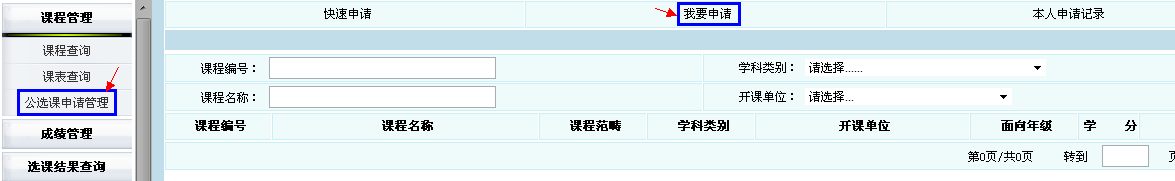 课程管理
课程查询
课表查询
公选课申请管理
成绩管理
选课结果查询
快速申请 我要申请 本人申请记录
课程编号： 学科类别： 请选择......
课程名称： 开课单位： 请选择...
课程编号 课程名称 课程范畴 学科类别 开课单位 面向年级 学 分
第0页/共0页 转到